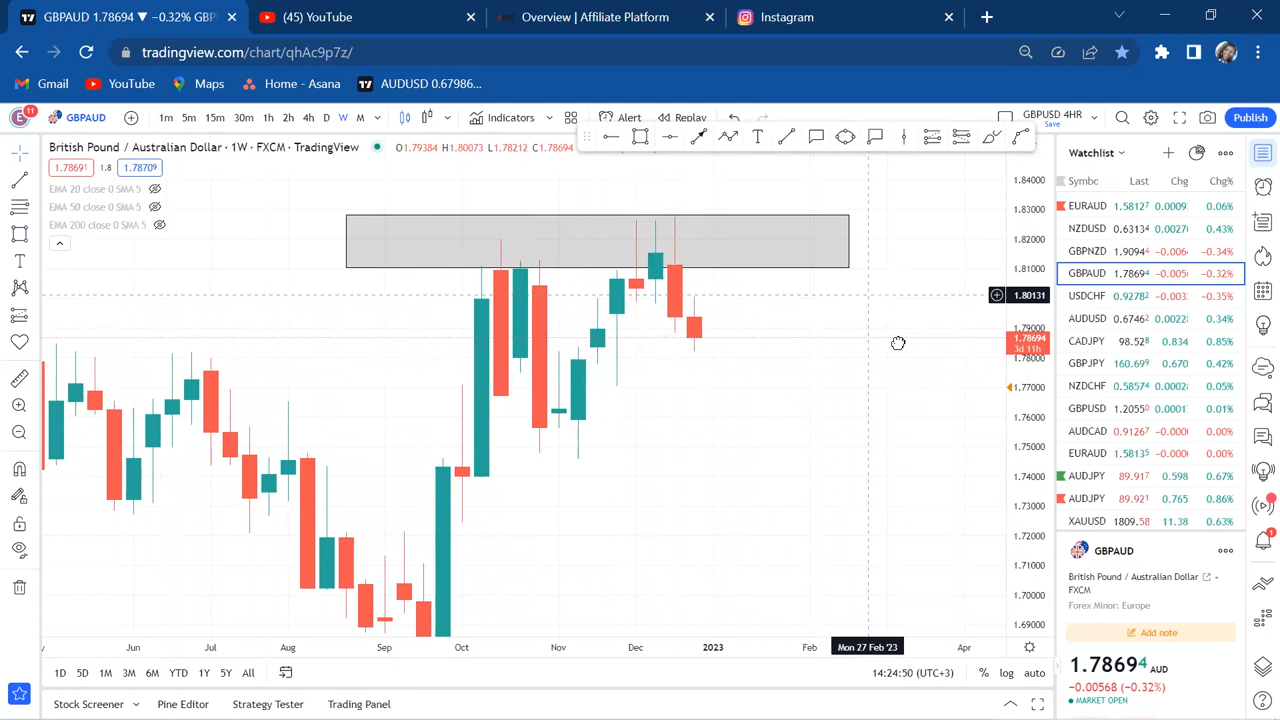 GBPAUD 1.78694 ▼ −0.32% GBP
(45) YouTube
Overview | Affiliate Platform
Instagram
tradingview.com/chart/qhAc9p7z/
Gmail
YouTube
Maps
Home - Asana
AUDUSD 0.67986...
E 11
GBPAUD
1m 5m 15m 30m 1h 2h 4h D W M
Indicators
Alert
Replay
GBPUSD 4HR
Save
Publish
British Pound / Australian Dollar · 1W · FXCM · TradingView
O1.79384 H1.80073 L1.78212 C1.78694
1.78691
1.8
1.78709
EMA 20 close 0 SMA 5
EMA 50 close 0 SMA 5
EMA 200 close 0 SMA 5
1.84000
1.83000
1.82000
1.81000
1.80131
1.79000
1.78694
3d 11h
1.78000
1.77000
1.76000
1.75000
1.74000
1.73000
1.72000
1.71000
1.70000
1.69000
Jun Jul Aug Sep Oct Nov Dec 2023 Feb Mon 27 Feb '23 Apr
1D 5D 1M 3M 6M YTD 1Y 5Y All
14:24:50 (UTC+3)
% log auto
Stock Screener
Pine Editor
Strategy Tester
Trading Panel
Watchlist
Symbc Last Chg Chg%
EURAUD 1.58127 0.0009 0.06%
NZDUSD 0.63134 0.00270 0.43%
GBPNZD 1.90944 −0.006 −0.34%
GBPAUD 1.78694 −0.005 −0.32%
USDCHF 0.92782 −0.003 −0.35%
AUDUSD 0.67462 0.00228 0.34%
CADJPY 98.528 0.834 0.85%
GBPJPY 160.699 0.670 0.42%
NZDCHF 0.58574 0.00028 0.05%
GBPUSD 1.20550 0.00017 0.01%
AUDCAD 0.91267 −0.000 −0.00%
EURAUD 1.58135 −0.000 0.00%
AUDJPY 89.917 0.598 0.67%
AUDJPY 89.921 0.765 0.86%
XAUUSD 1809.58 11.38 0.63%
GBPAUD
British Pound / Australian Dollar
FXCM
Forex Minor: Europe
Add note
1.78694 AUD
−0.00568 (−0.32%)
MARKET OPEN
1